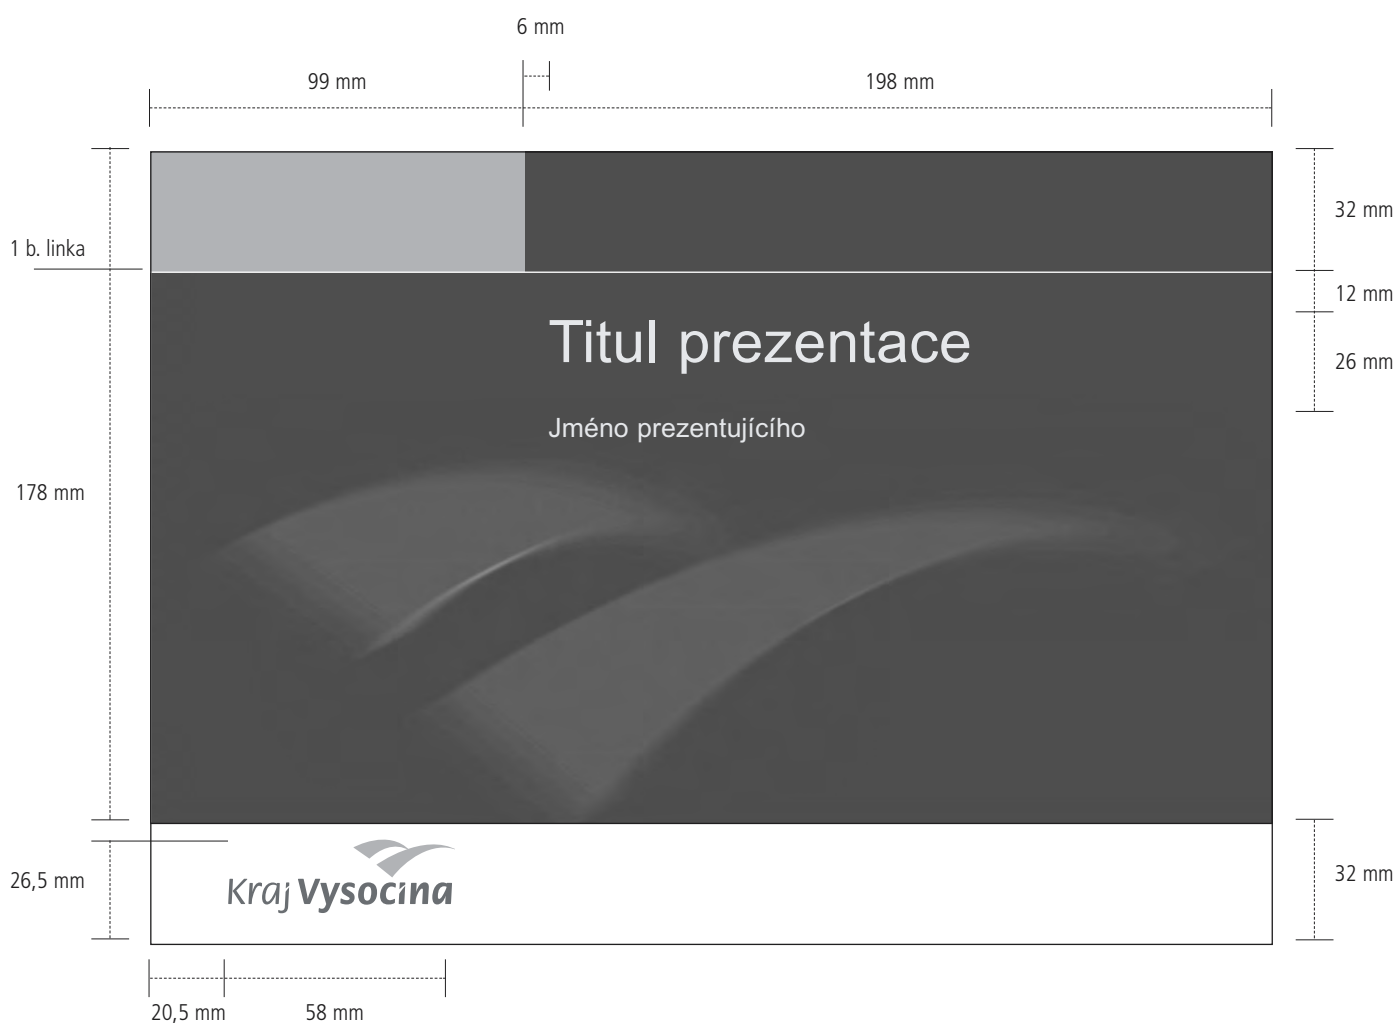 6 mm
99 mm
198 mm
32 mm
1 b. linka
12 mm
Titul prezentace
26 mm
Jméno prezentujícího
178 mm
26,5 mm
Kraj Vysocina
32 mm
20,5 mm
58 mm